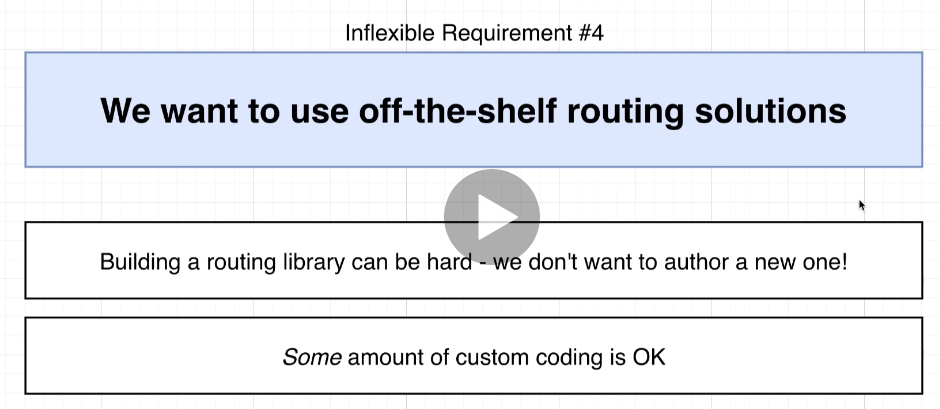 Inflexible Requirement #4
We want to use off-the-shelf routing solutions
Building a routing library can be hard - we don't want to author a new one!
Some amount of custom coding is OK